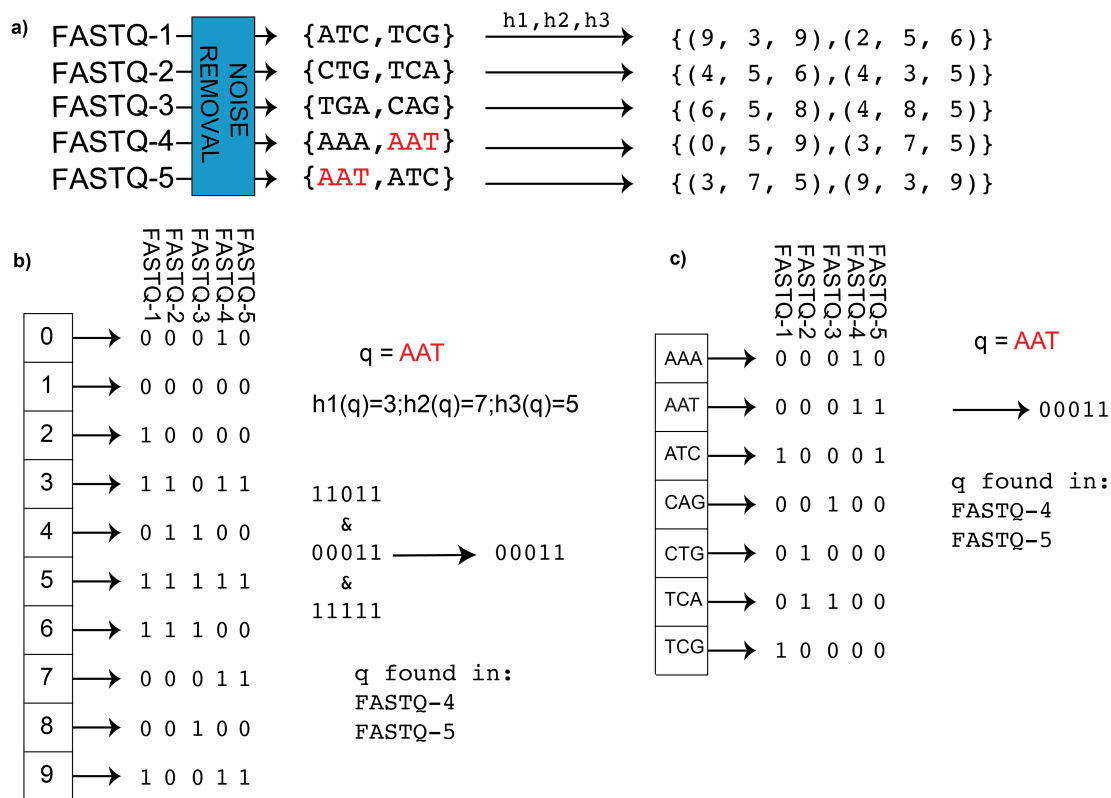 a)
h1,h2,h3
FASTQ-1
{ATC,TCG}
{(9, 3, 9),(2, 5, 6)}
FASTQ-2
{CTG,TCA}
{(4, 5, 6),(4, 3, 5)}
FASTQ-3
{TGA,CAG}
{(6, 5, 8),(4, 8, 5)}
FASTQ-4
{AAA,AAT}
{(0, 5, 9),(3, 7, 5)}
FASTQ-5
{AAT,ATC}
{(3, 7, 5),(9, 3, 9)}
NOISE
REMOVAL
b)
FASTQ-1
FASTQ-2
FASTQ-3
FASTQ-4
FASTQ-5
0 0 0 0 1 0
1 0 0 0 0 0
2 1 0 0 0 0
3 1 1 0 1 1
4 0 1 1 0 0
5 1 1 1 1 1
6 1 1 1 0 0
7 0 0 0 1 1
8 0 0 1 0 0
9 1 0 0 1 1
q = AAT
h1(q)=3;h2(q)=7;h3(q)=5
11011
&
00011
00011
&
11111
q found in:
FASTQ-4
FASTQ-5
c)
FASTQ-1
FASTQ-2
FASTQ-3
FASTQ-4
FASTQ-5
AAA 0 0 0 1 0
AAT 0 0 0 1 1
ATC 1 0 0 0 1
CAG 0 0 1 0 0
CTG 0 1 0 0 0
TCA 0 1 1 0 0
TCG 1 0 0 0 0
q = AAT
00011
q found in:
FASTQ-4
FASTQ-5